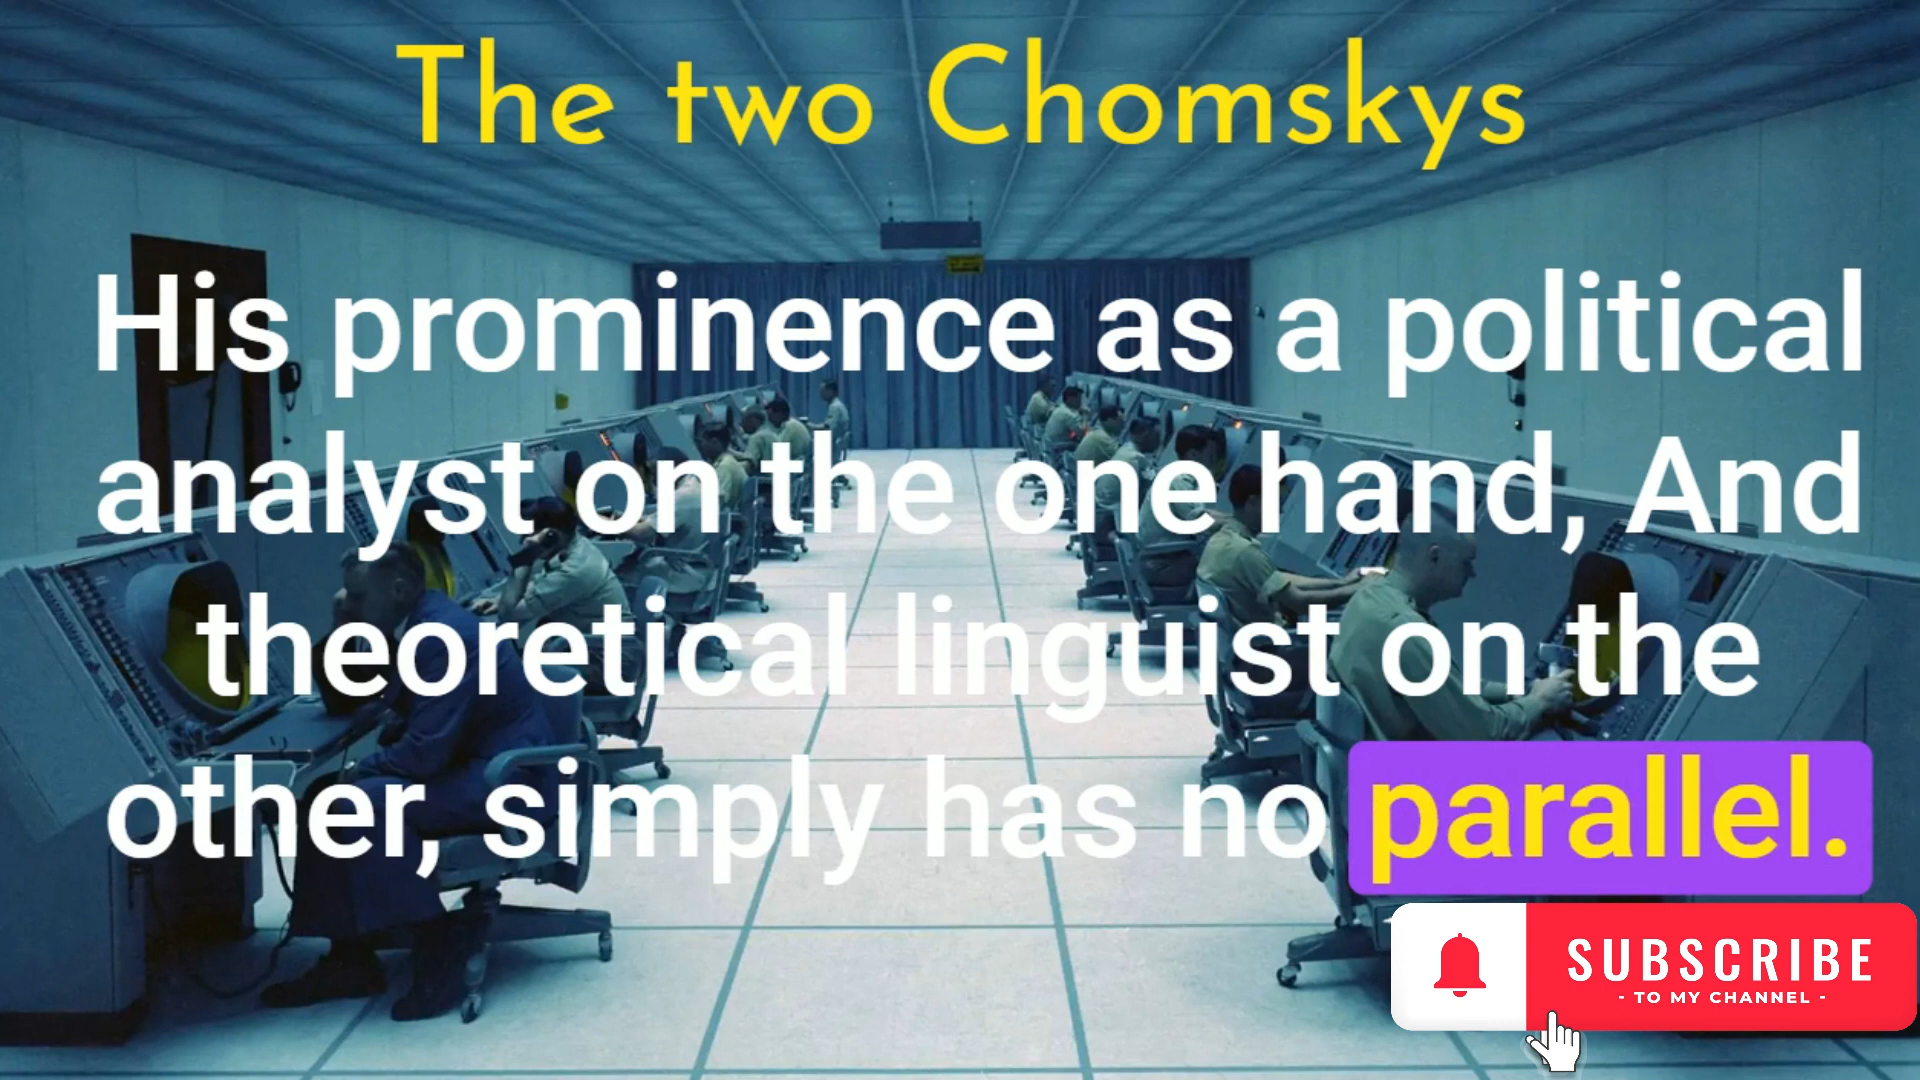 The two Chomskys
His prominence as a political
analyst on the one hand, And
theoretical linguist on the
other, simply has no parallel.
SUBSCRIBE
- TO MY CHANNEL -